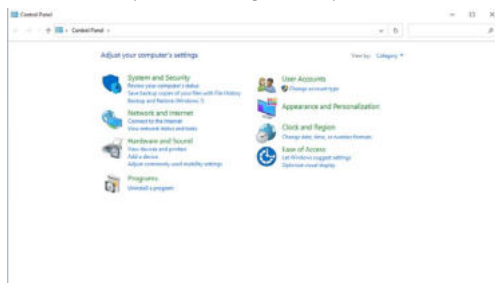 Control Panel
Control Panel
Adjust your computer's settings
View by: Category
System and Security
Review your computer's status
Save backup copies of your files with File History
Backup and Restore (Windows 7)
Network and Internet
Connect to the Internet
View network status and tasks
Hardware and Sound
View devices and printers
Add a device
Adjust commonly used mobility settings
Programs
Uninstall a program
User Accounts
Change account type
Appearance and Personalization
Clock and Region
Change date, time, or number formats
Ease of Access
Let Windows suggest settings
Optimize visual display